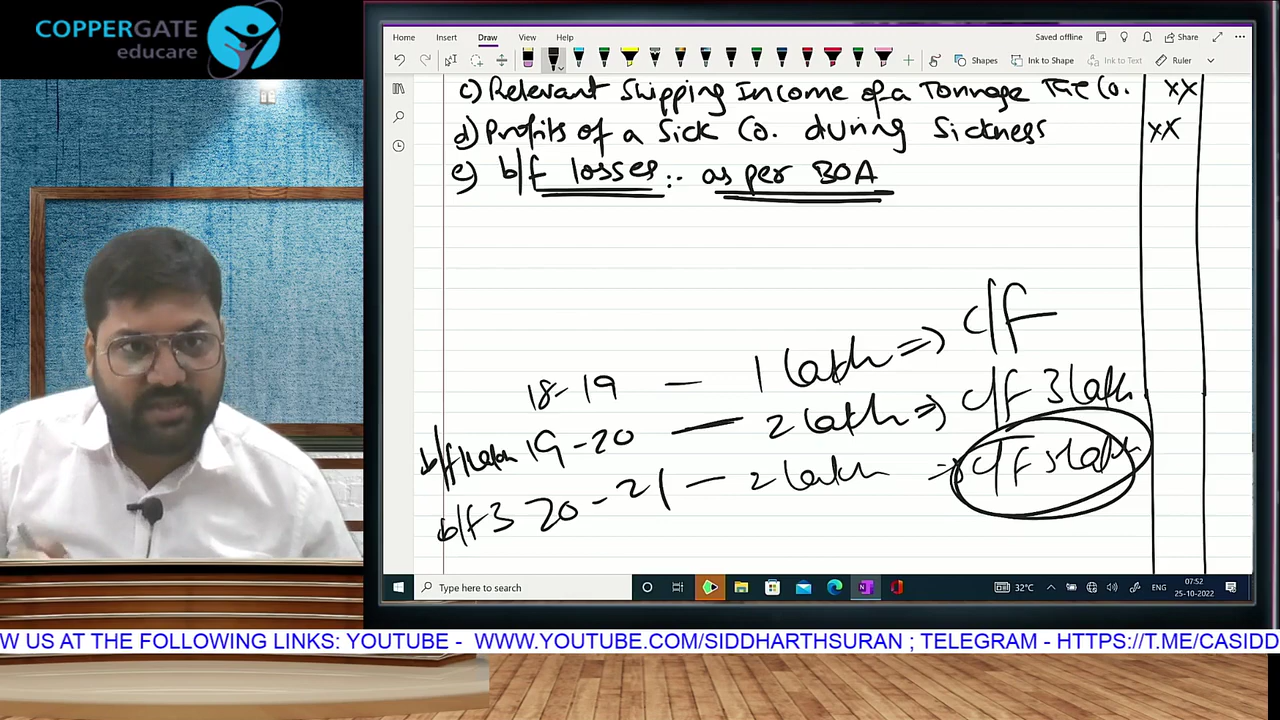 COPPERGATE
educare
Home Insert Draw View Help
Saved offline
Share
Shapes
Ink to Shape
Ink to Text
Ruler
c) Relevant Shipping Income of a Tonnage Tax Co. xx
d) Profits of a Sick Co. during Sickness xx
e) b/f losses:- as per BOA
18-19 — 1 lakh => c/f
b/f 1 lakh 19-20 — 2 lakh => c/f 3 lakh
b/f 3 20-21 — 2 lakh => c/f 5 lakh
Type here to search
32°C
ENG
07:52
25-10-2022
W US AT THE FOLLOWING LINKS: YOUTUBE - WWW.YOUTUBE.COM/SIDDHARTHSURAN ; TELEGRAM - HTTPS://T.ME/CASIDD